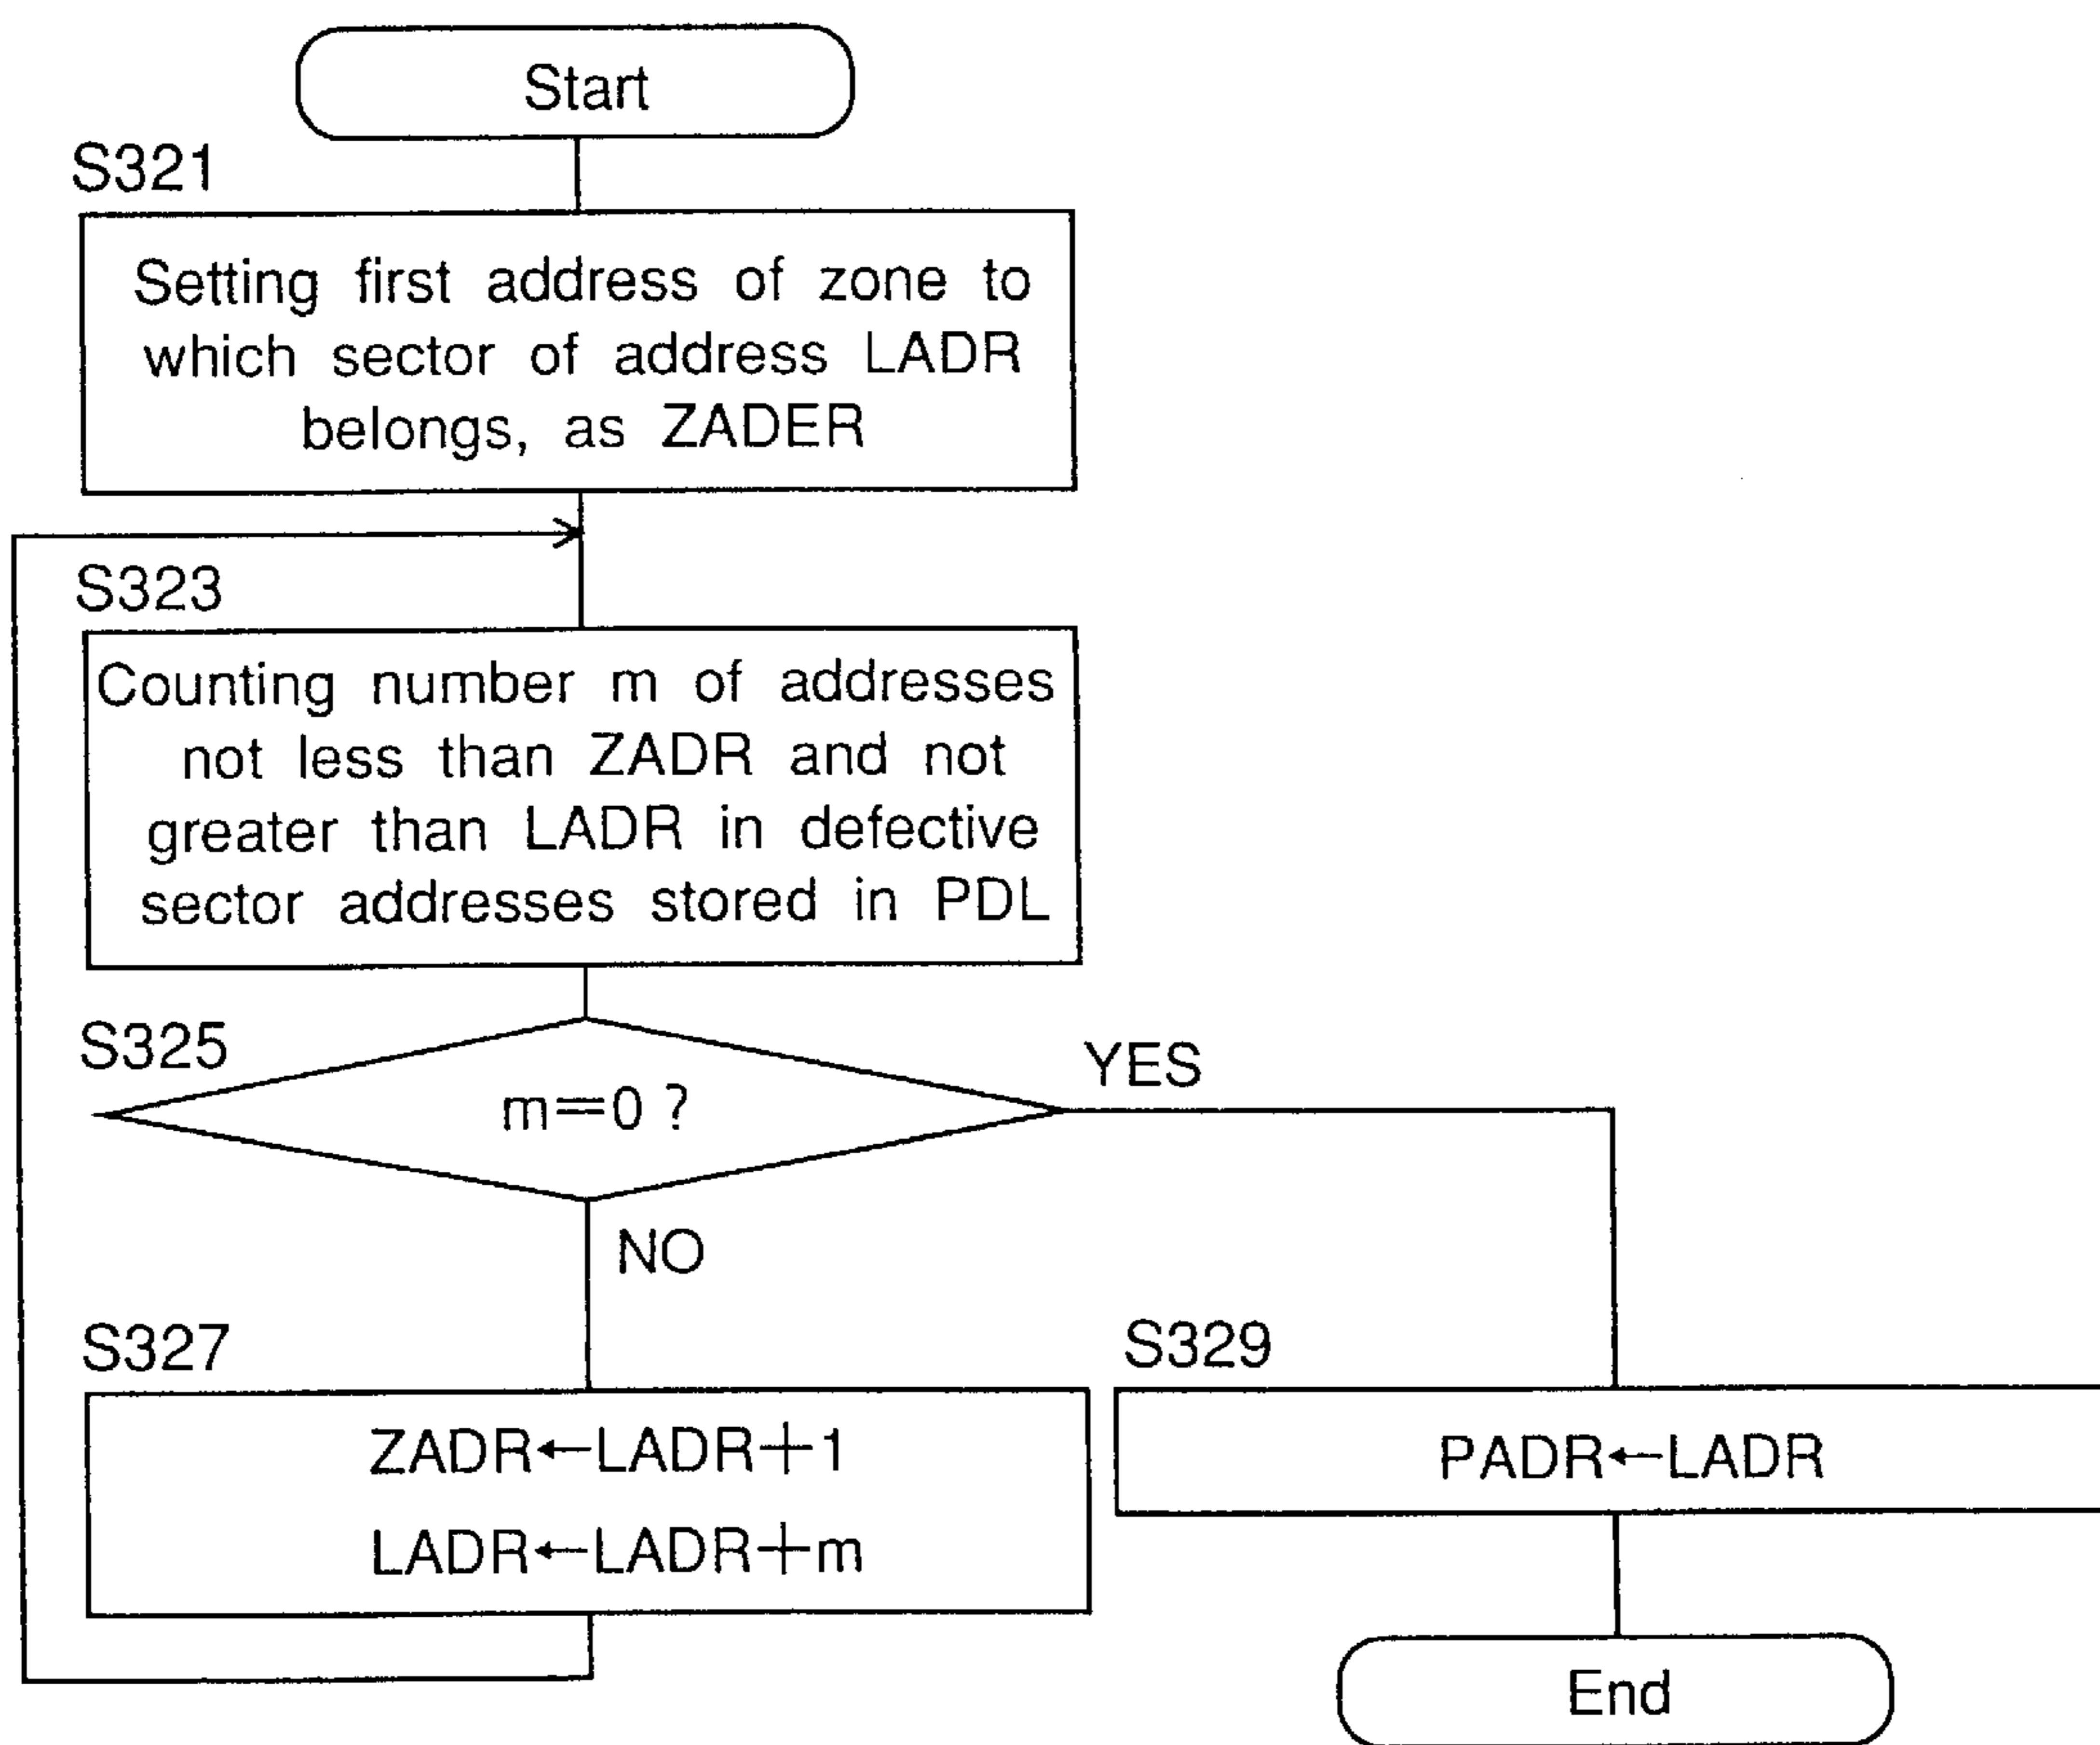 Start
S321
Setting first address of zone to
which sector of address LADR
belongs, as ZADER
S323
Counting number m of addresses
not less than ZADR and not
greater than LADR in defective
sector addresses stored in PDL
S325
m=0 ?
YES
NO
S327
ZADR←LADR+1
LADR←LADR+m
S329
PADR←LADR
End